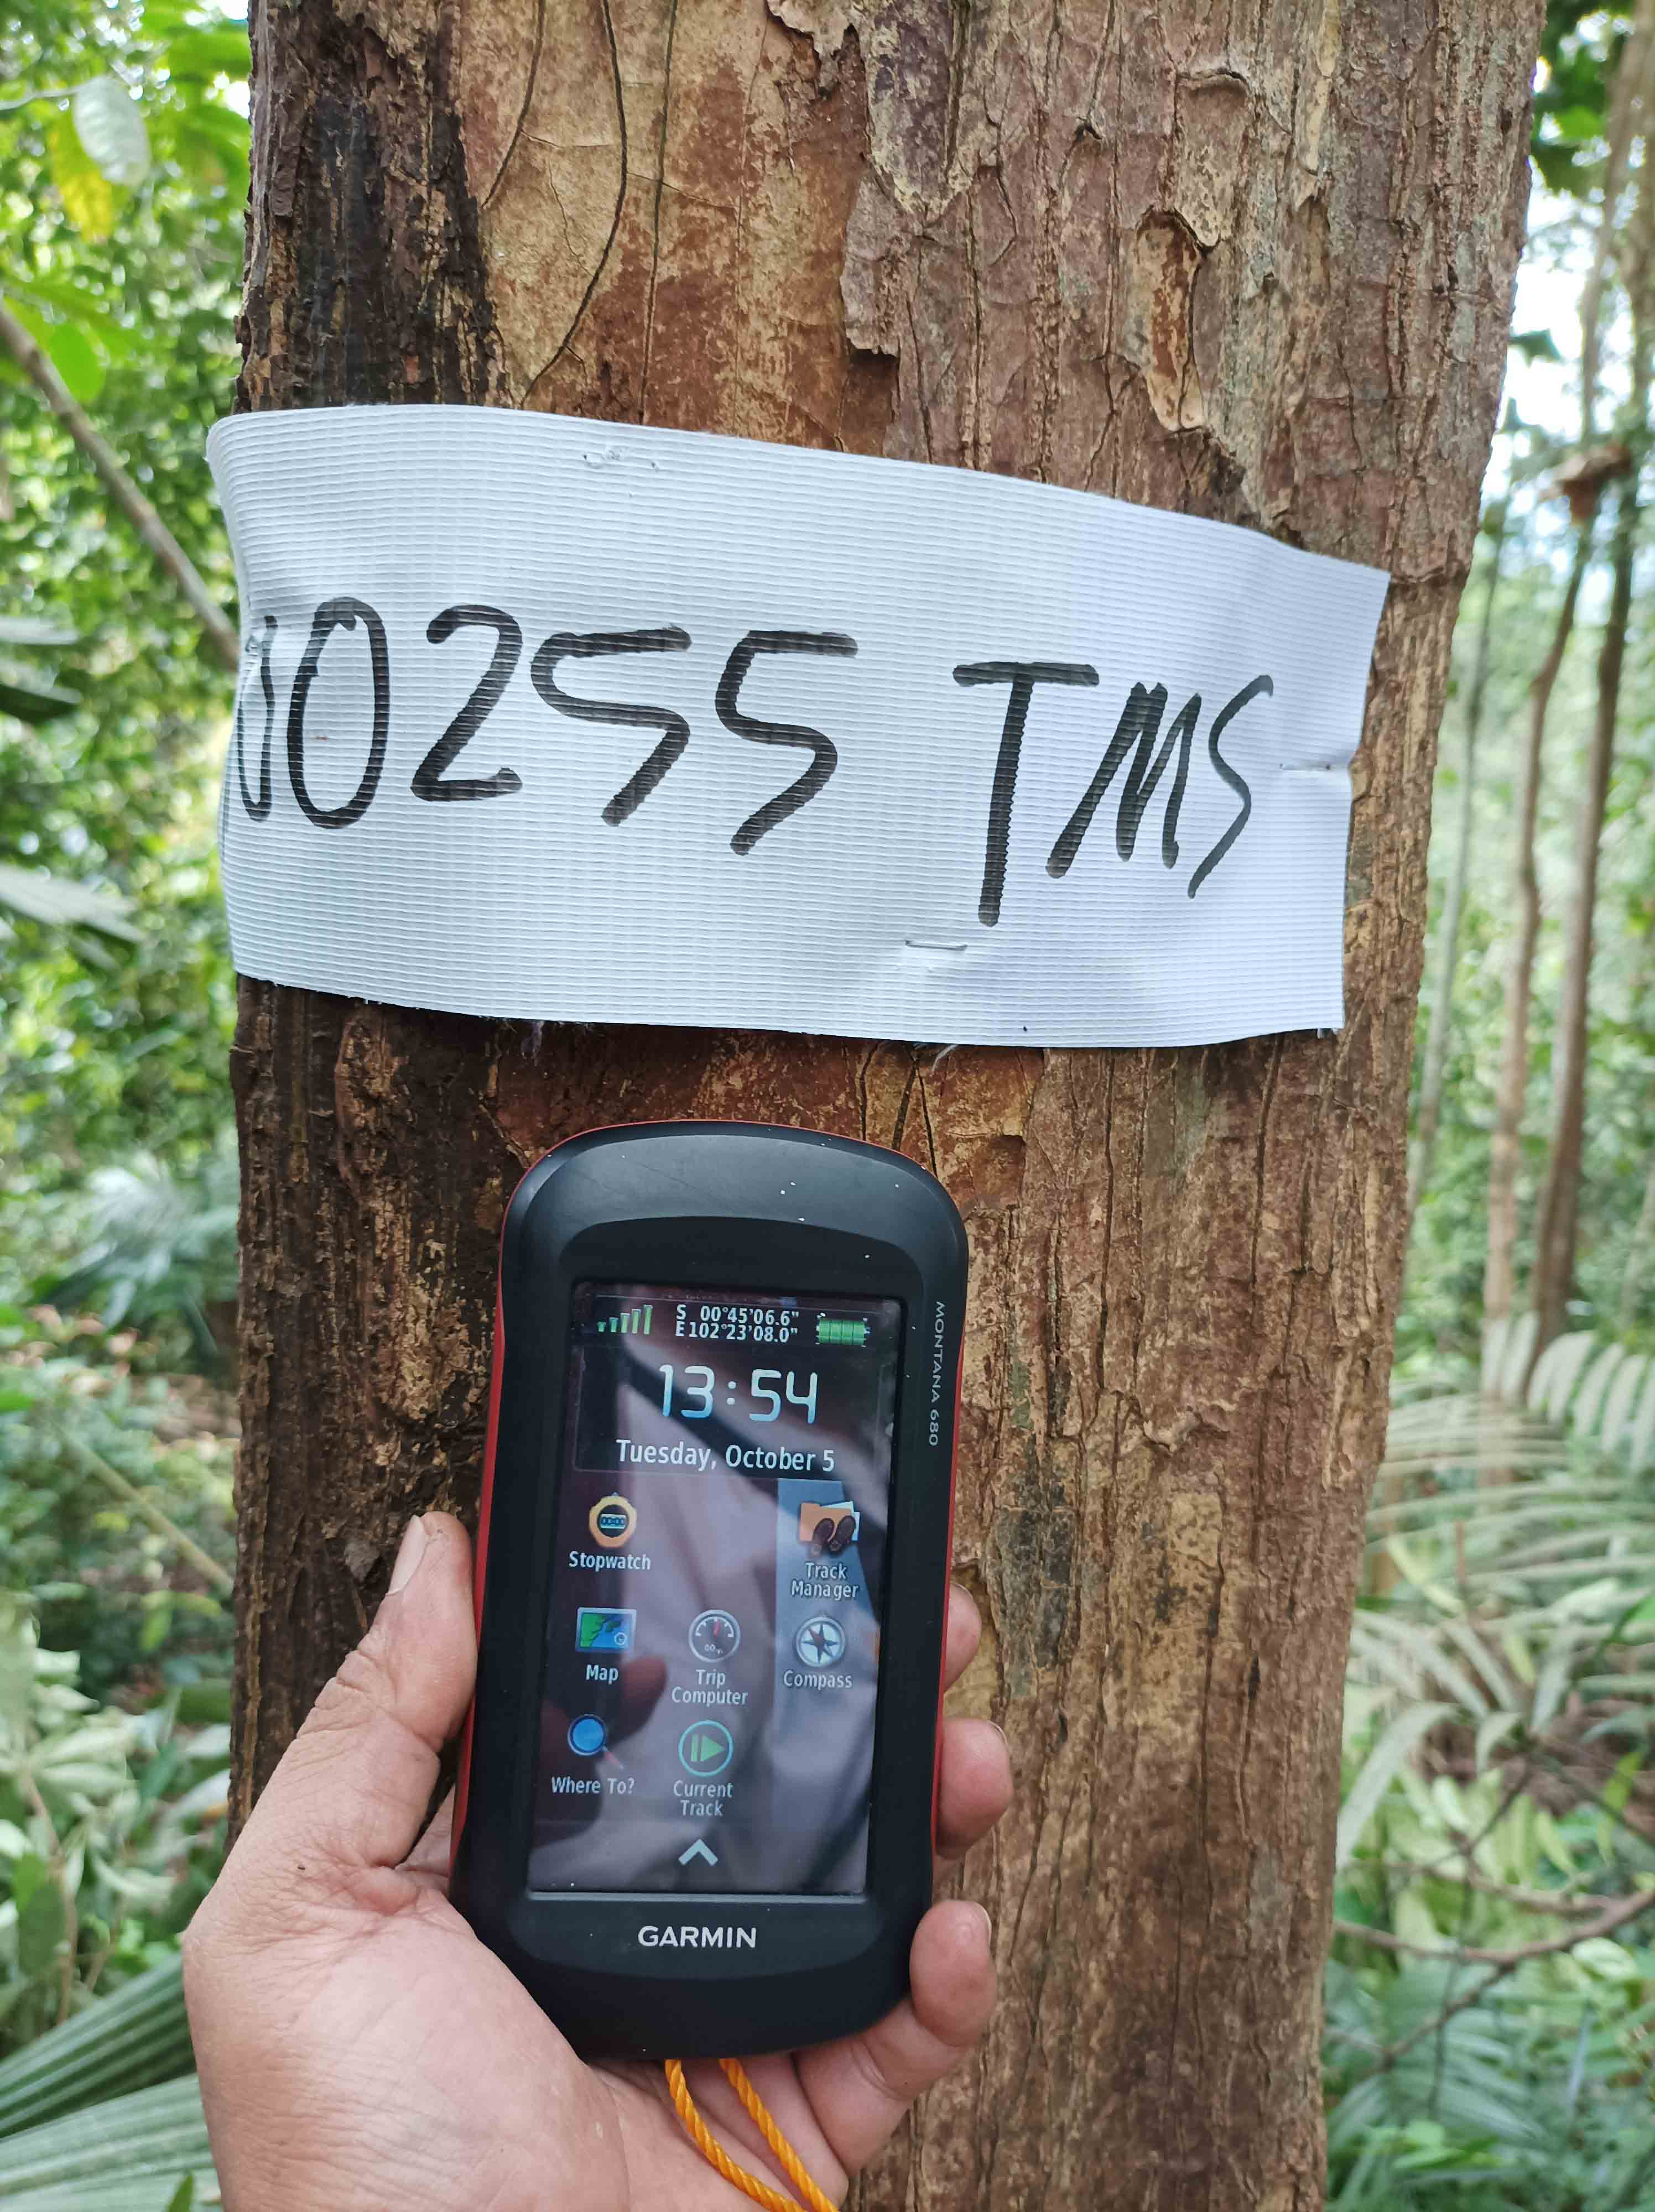 00255 TMS
S 00°45'06.6"
E 102°23'08.0"
13:54
Tuesday, October 5
Stopwatch
Track
Manager
Map
Trip
Computer
Compass
Where To?
Current
Track
GARMIN
MONTANA 680